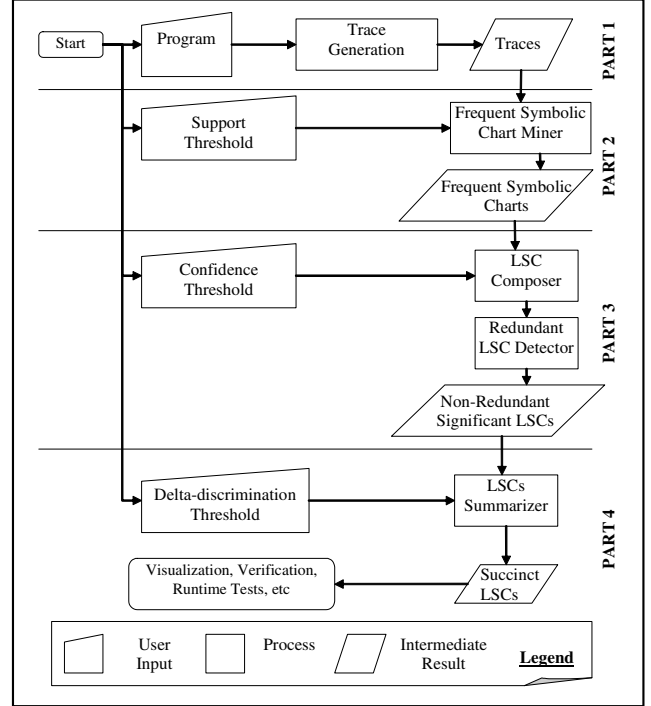 Start
Program
Trace
Generation
Traces
PART 1
Support
Threshold
Frequent Symbolic
Chart Miner
Frequent Symbolic
Charts
PART 2
Confidence
Threshold
LSC
Composer
Redundant
LSC Detector
Non-Redundant
Significant LSCs
PART 3
Delta-discrimination
Threshold
LSCs
Summarizer
Visualization, Verification,
Runtime Tests, etc
Succinct
LSCs
PART 4
User
Input
Process
Intermediate
Result
Legend